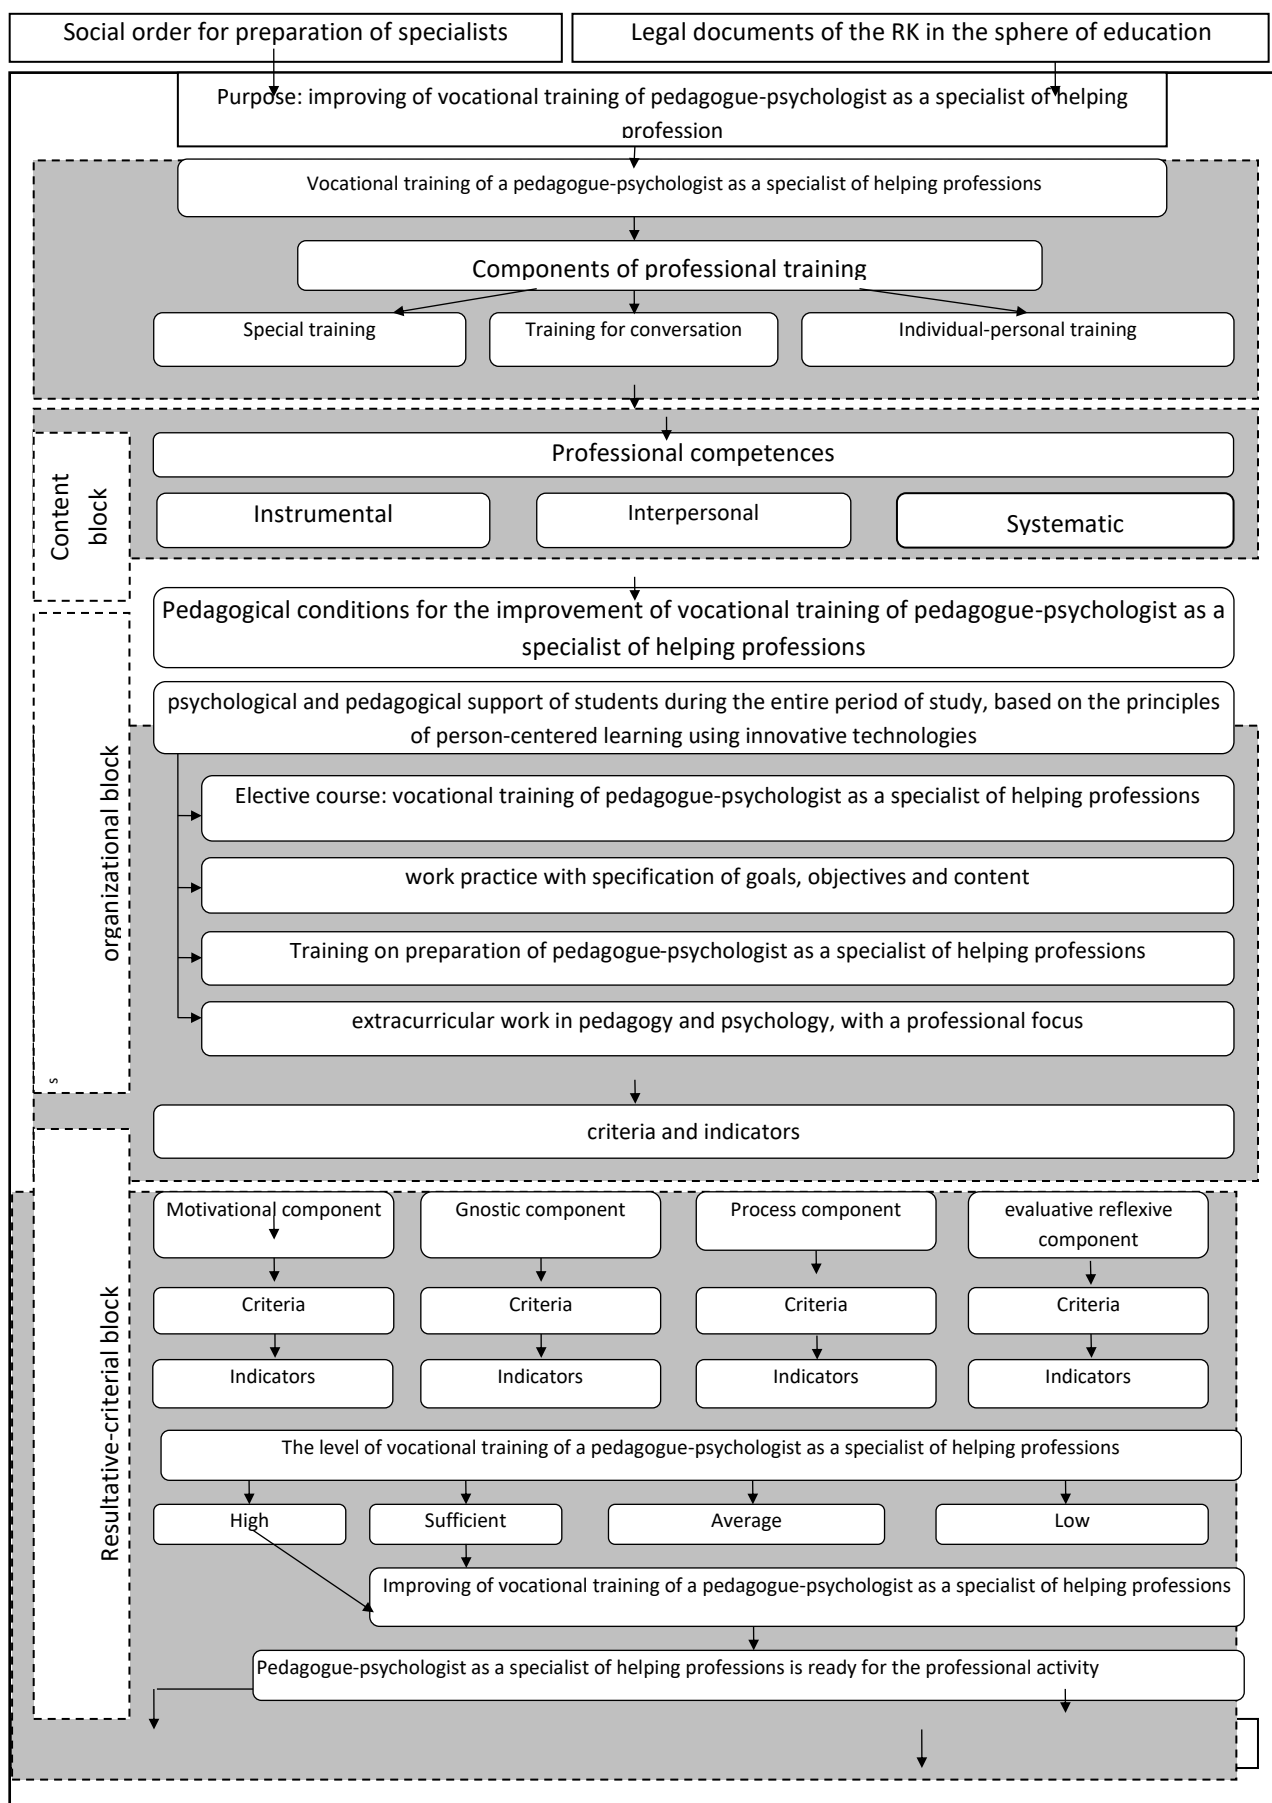 Social order for preparation of specialists
Legal documents of the RK in the sphere of education
Purpose: improving of vocational training of pedagogue-psychologist as a specialist of helping
profession
Vocational training of a pedagogue-psychologist as a specialist of helping professions
Components of professional training
Special training
Training for conversation
Individual-personal training
Content
block
Professional competences
Instrumental
Interpersonal
Systematic
Pedagogical conditions for the improvement of vocational training of pedagogue-psychologist as a
specialist of helping professions
organizational block
s
psychological and pedagogical support of students during the entire period of study, based on the principles
of person-centered learning using innovative technologies
Elective course: vocational training of pedagogue-psychologist as a specialist of helping professions
work practice with specification of goals, objectives and content
Training on preparation of pedagogue-psychologist as a specialist of helping professions
extracurricular work in pedagogy and psychology, with a professional focus
criteria and indicators
Resultative-criterial block
Motivational component
Gnostic component
Process component
evaluative reflexive
component
Criteria
Criteria
Criteria
Criteria
Indicators
Indicators
Indicators
Indicators
The level of vocational training of a pedagogue-psychologist as a specialist of helping professions
High
Sufficient
Average
Low
Improving of vocational training of a pedagogue-psychologist as a specialist of helping professions
Pedagogue-psychologist as a specialist of helping professions is ready for the professional activity